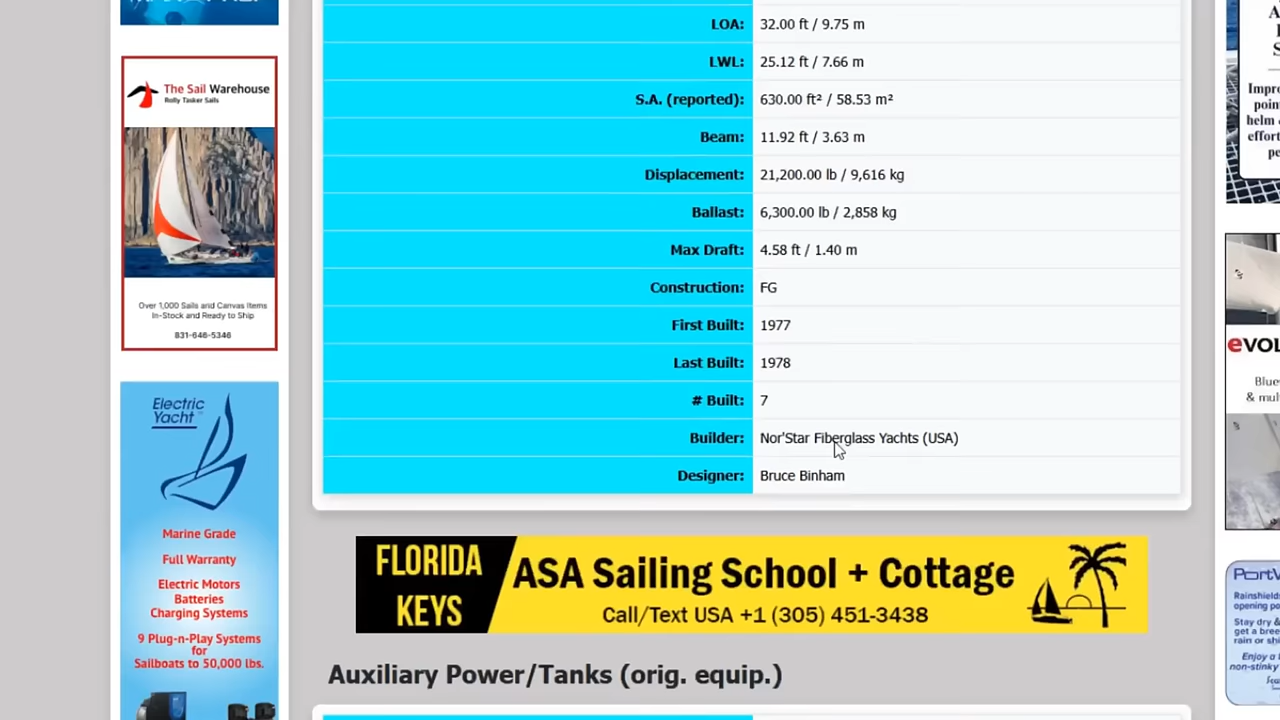 LOA: 32.00 ft / 9.75 m
LWL: 25.12 ft / 7.66 m
S.A. (reported): 630.00 ft² / 58.53 m²
Beam: 11.92 ft / 3.63 m
Displacement: 21,200.00 lb / 9,616 kg
Ballast: 6,300.00 lb / 2,858 kg
Max Draft: 4.58 ft / 1.40 m
Construction: FG
First Built: 1977
Last Built: 1978
# Built: 7
Builder: Nor'Star Fiberglass Yachts (USA)
Designer: Bruce Binham
FLORIDA KEYS
ASA Sailing School + Cottage
Call/Text USA +1 (305) 451-3438
Auxiliary Power/Tanks (orig. equip.)
The Sail Warehouse
Rolly Tasker Sails
Over 1,000 Sails and Canvas Items
In-Stock and Ready to Ship
831-646-5346
Electric
Yacht
Marine Grade
Full Warranty
Electric Motors
Batteries
Charging Systems
9 Plug-n-Play Systems
for
Sailboats to 50,000 lbs.